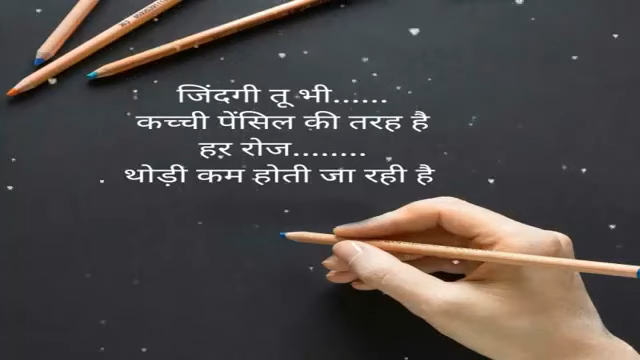 जिंदगी तू भी......
कच्ची पेंसिल की तरह है
हर रोज........
थोड़ी कम होती जा रही है